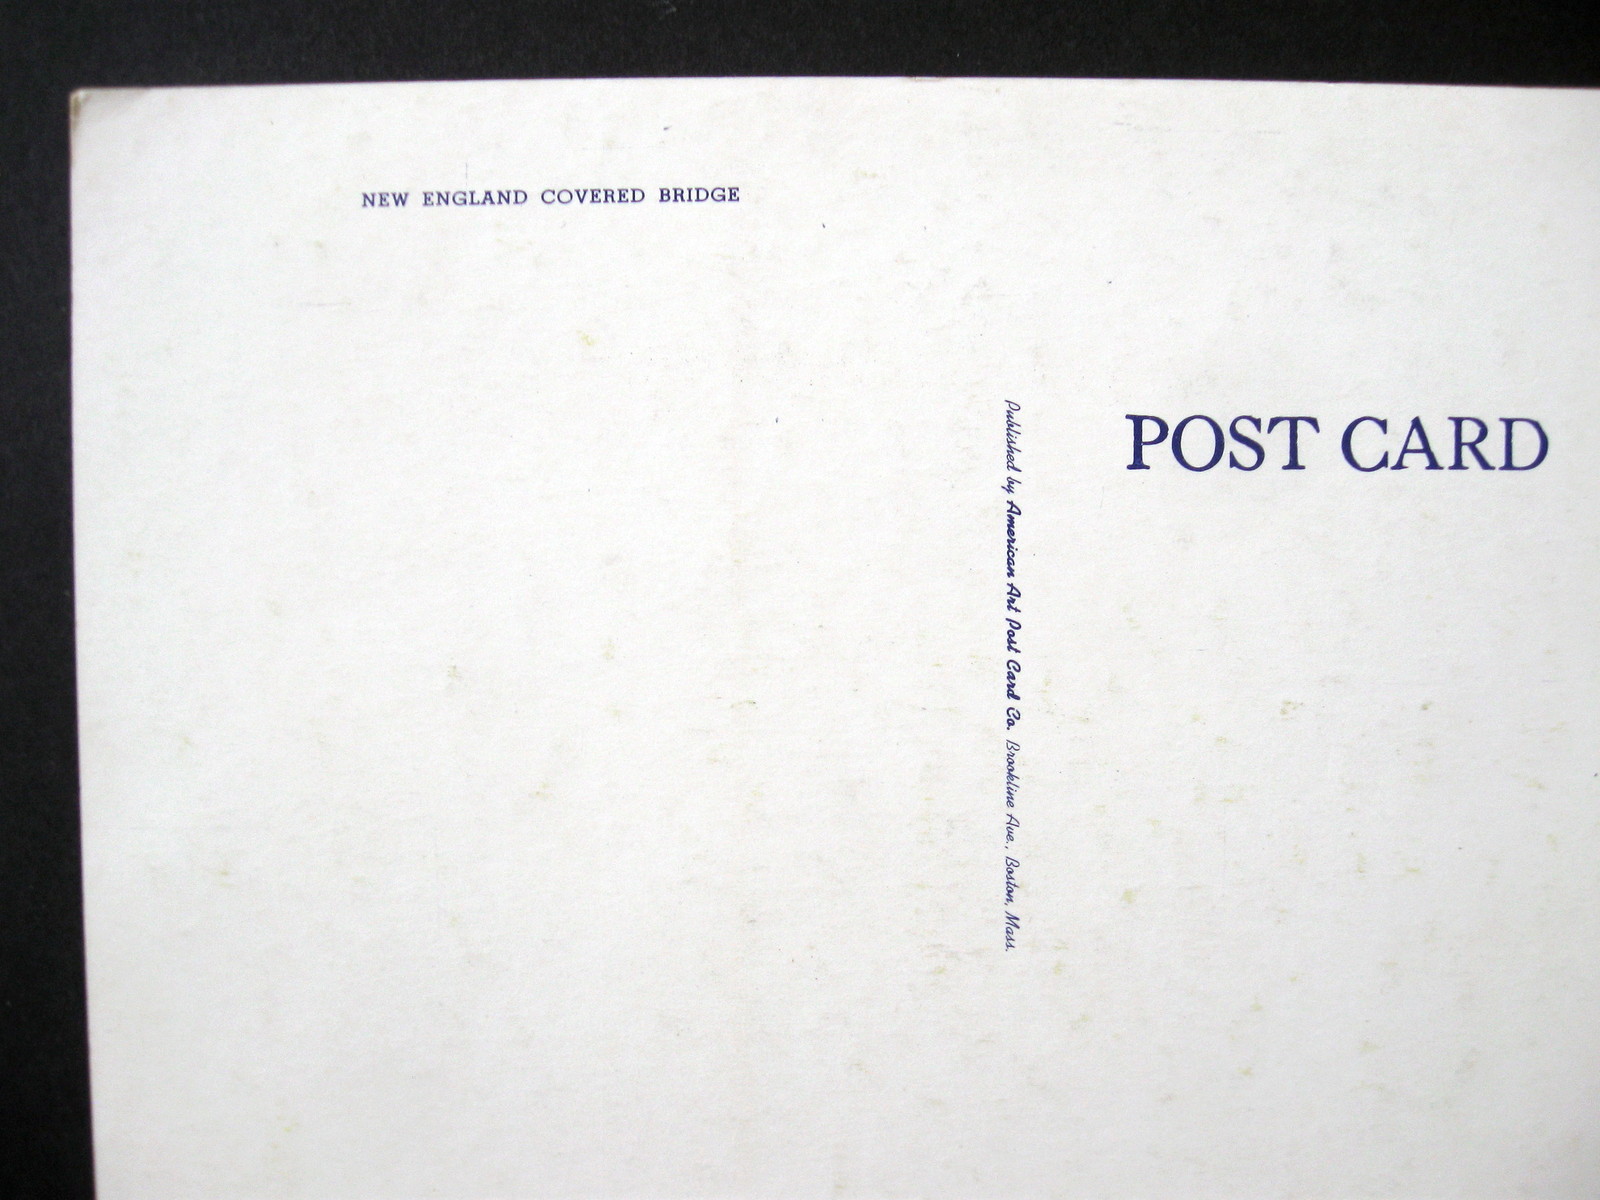 NEW ENGLAND COVERED BRIDGE
Published by American Art Post Card Co. Brookline Ave., Boston, Mass.
POST CARD